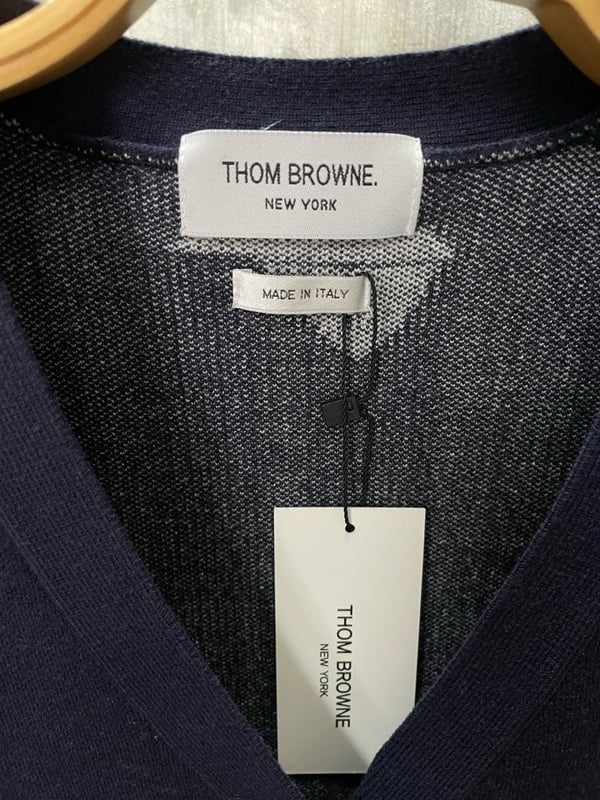 THOM BROWNE.
NEW YORK
MADE IN ITALY
THOM BROWNE
NEW YORK